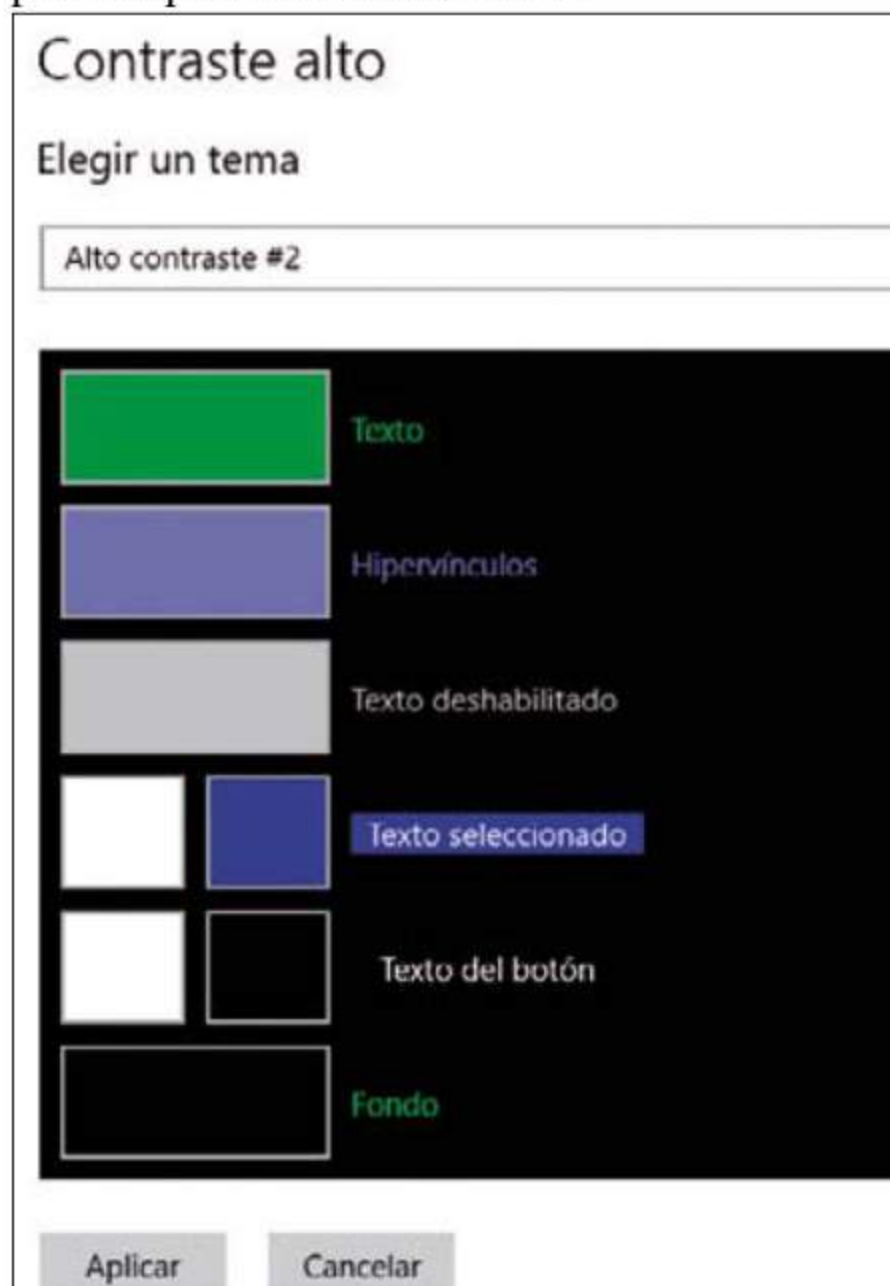 Contraste alto
Elegir un tema
Alto contraste #2
Texto
Hipervínculos
Texto deshabilitado
Texto seleccionado
Texto del botón
Fondo
Aplicar
Cancelar